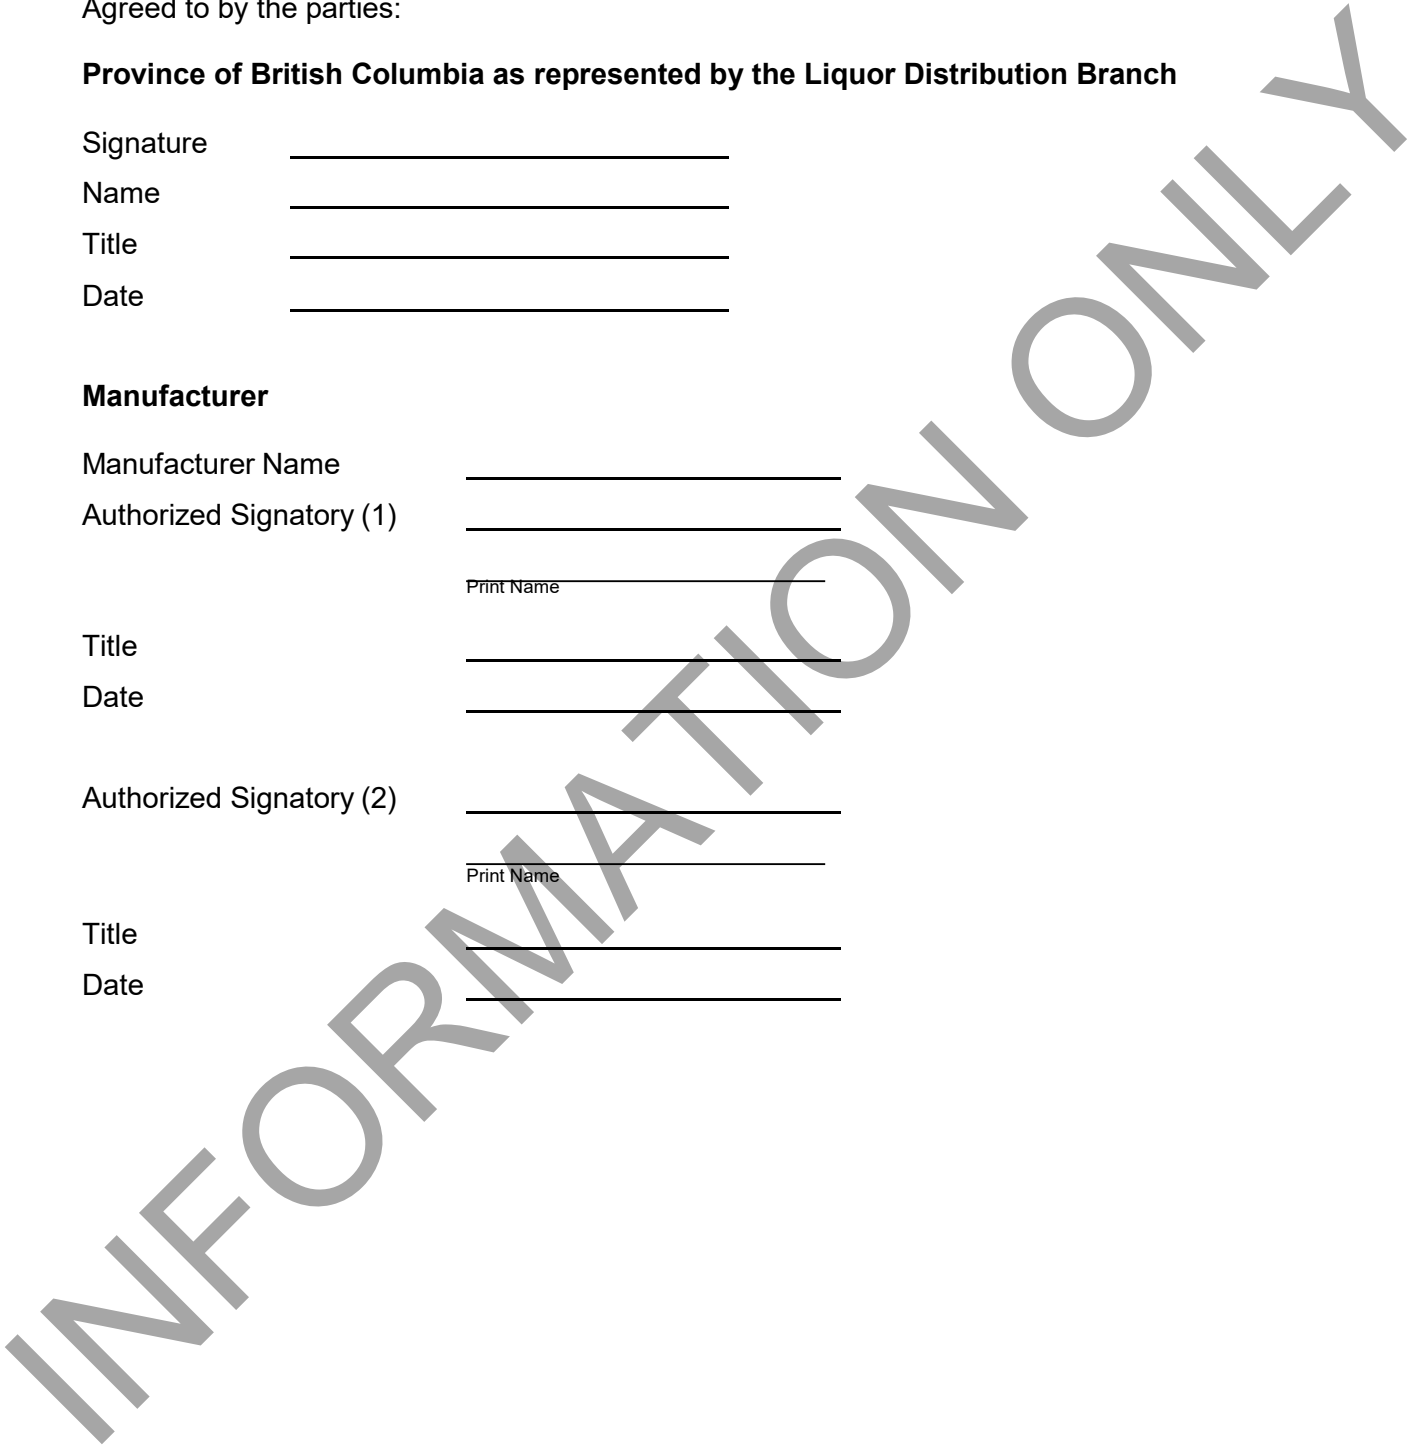 Agreed to by the parties:
Province of British Columbia as represented by the Liquor Distribution Branch
Signature
Name
Title
Date
Manufacturer
Manufacturer Name
Authorized Signatory (1)
Print Name
Title
Date
Authorized Signatory (2)
Print Name
Title
Date
INFORMATION ONLY